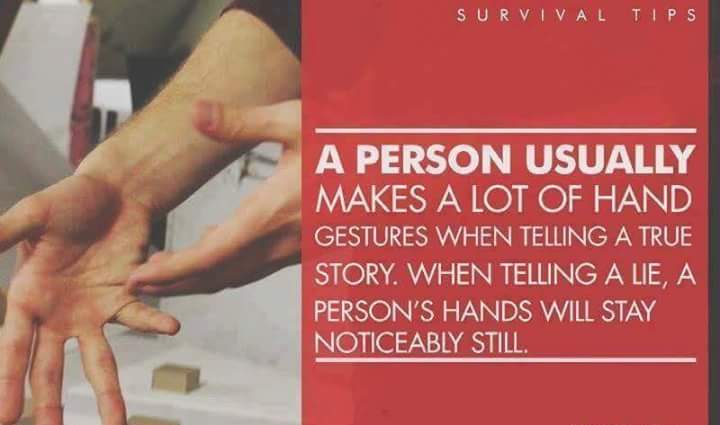 SURVIVAL TIPS
A PERSON USUALLY
MAKES A LOT OF HAND
GESTURES WHEN TELLING A TRUE
STORY. WHEN TELLING A LIE, A
PERSON'S HANDS WILL STAY
NOTICEABLY STILL.